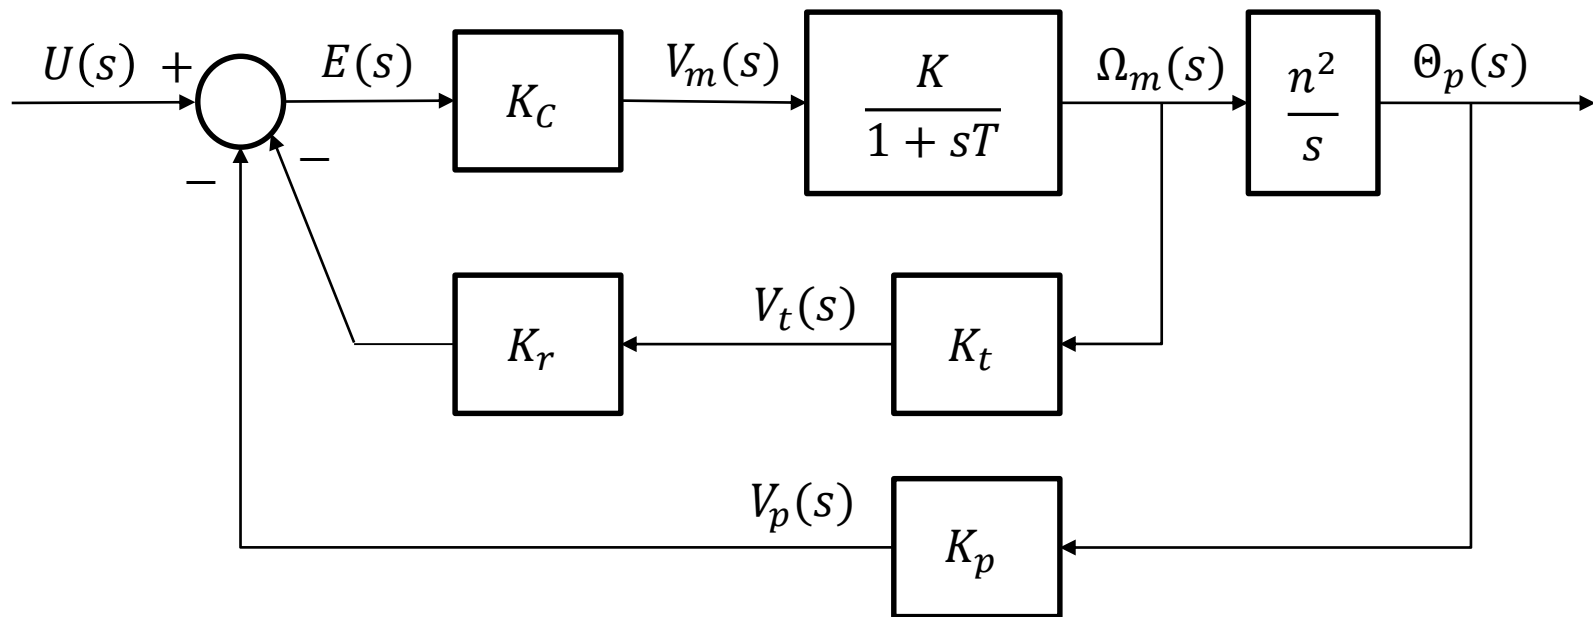 U(s) +
E(s)
K_C
V_m(s)
K
1 + sT
Ω_m(s)
n²
s
Θ_p(s)
−
−
K_r
V_t(s)
K_t
V_p(s)
K_p